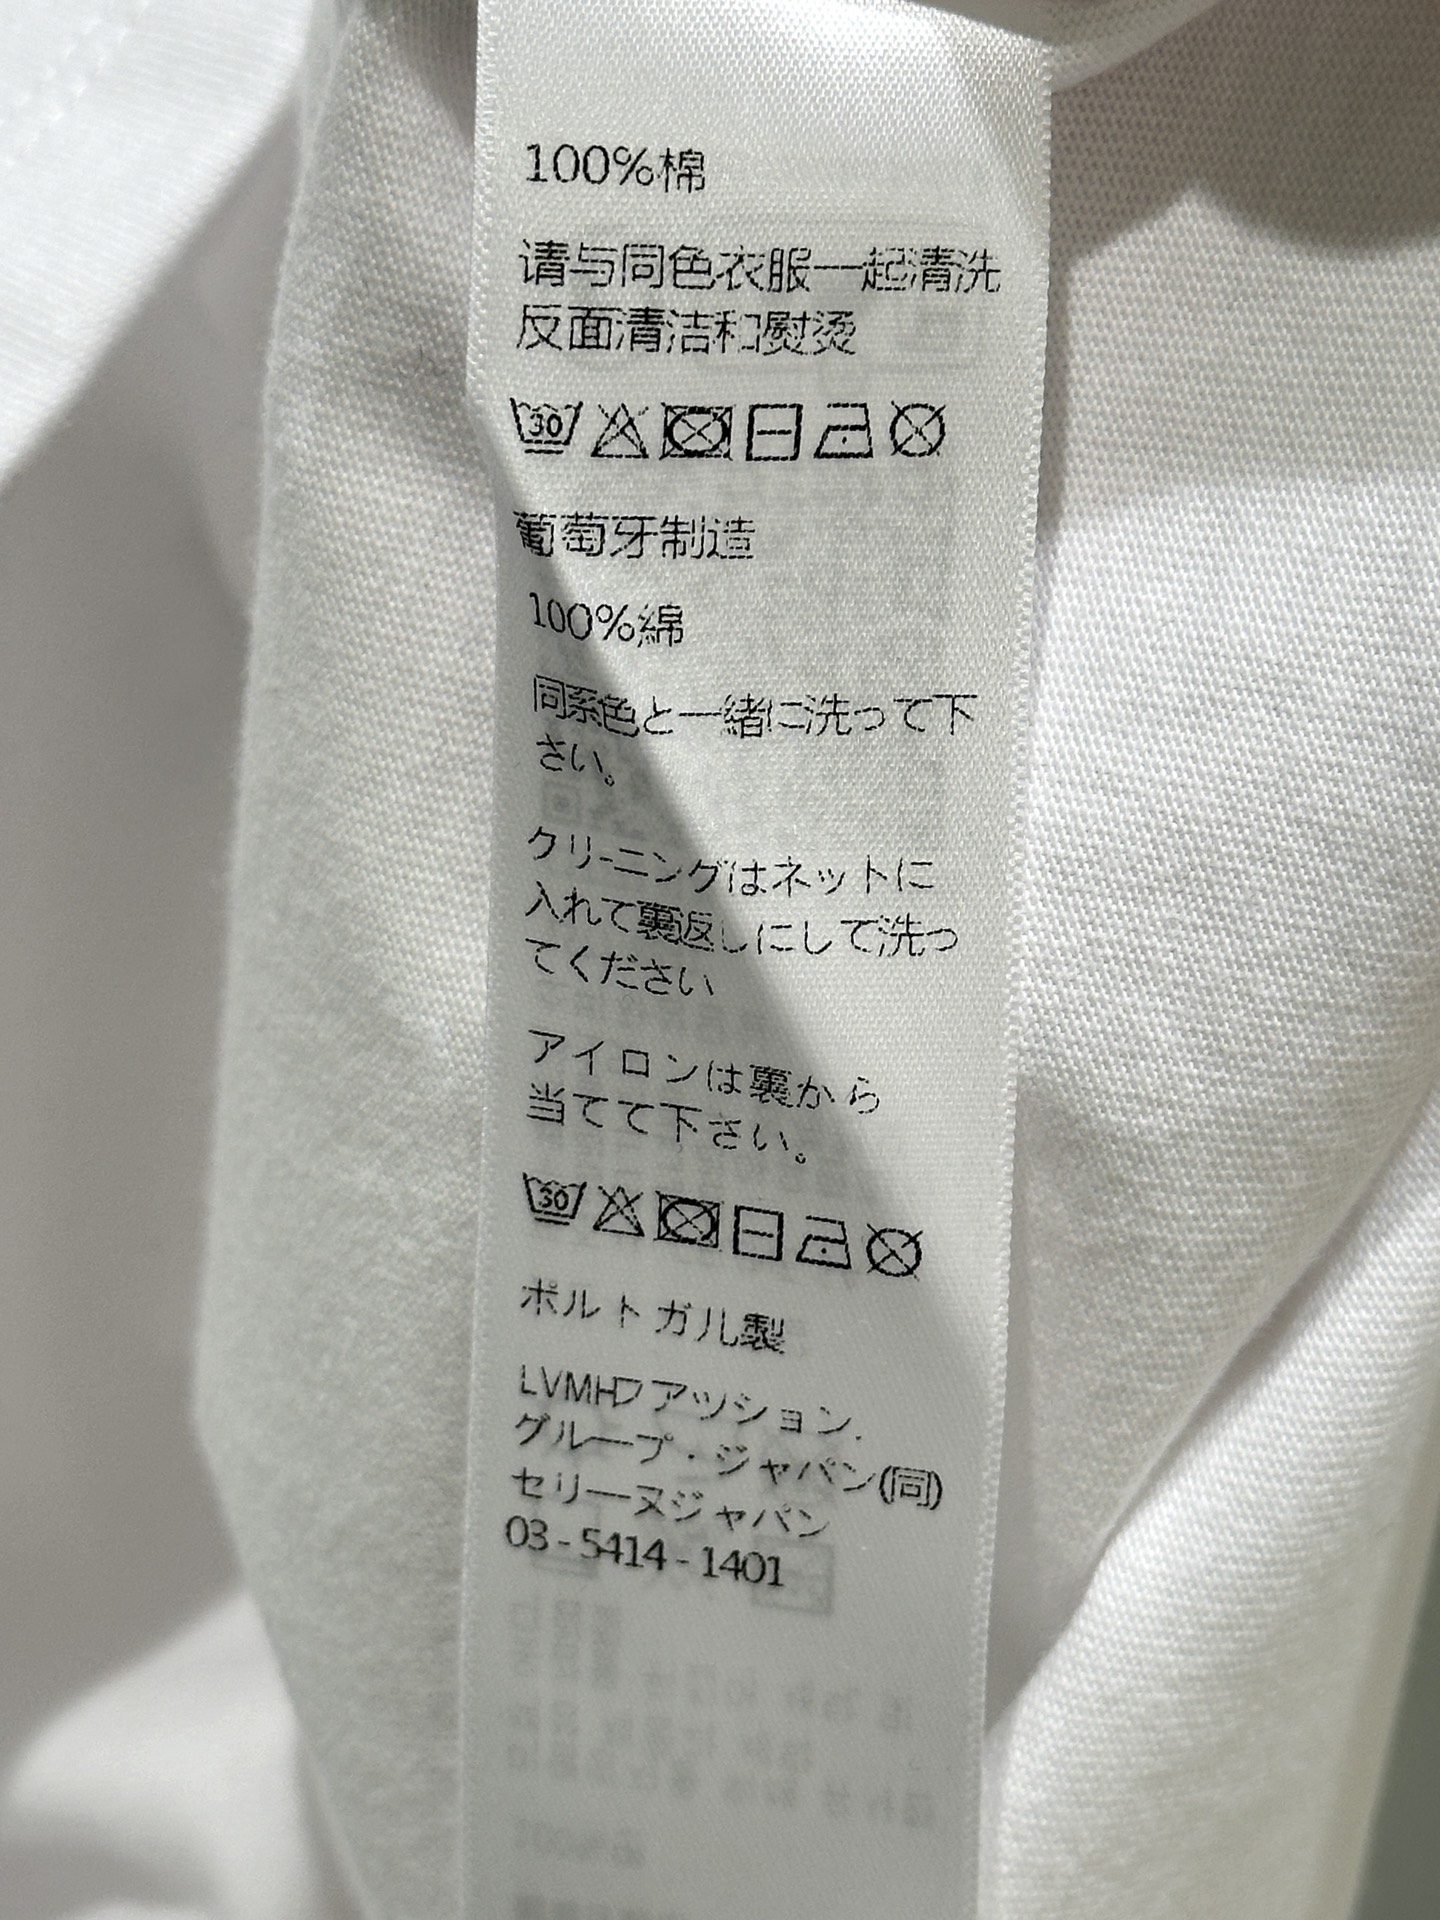 100%棉
请与同色衣服一起清洗
反面清洁和熨烫
30
葡萄牙制造
100%綿
同系色と一緒に洗って下
さい。
クリーニングはネットに
入れて裏返しにして洗っ
てください
アイロンは裏から
当てて下さい。
30
ポルトガル製
LVMHファッション.
グループ・ジャパン(同)
セリーヌジャパン
03-5414-1401